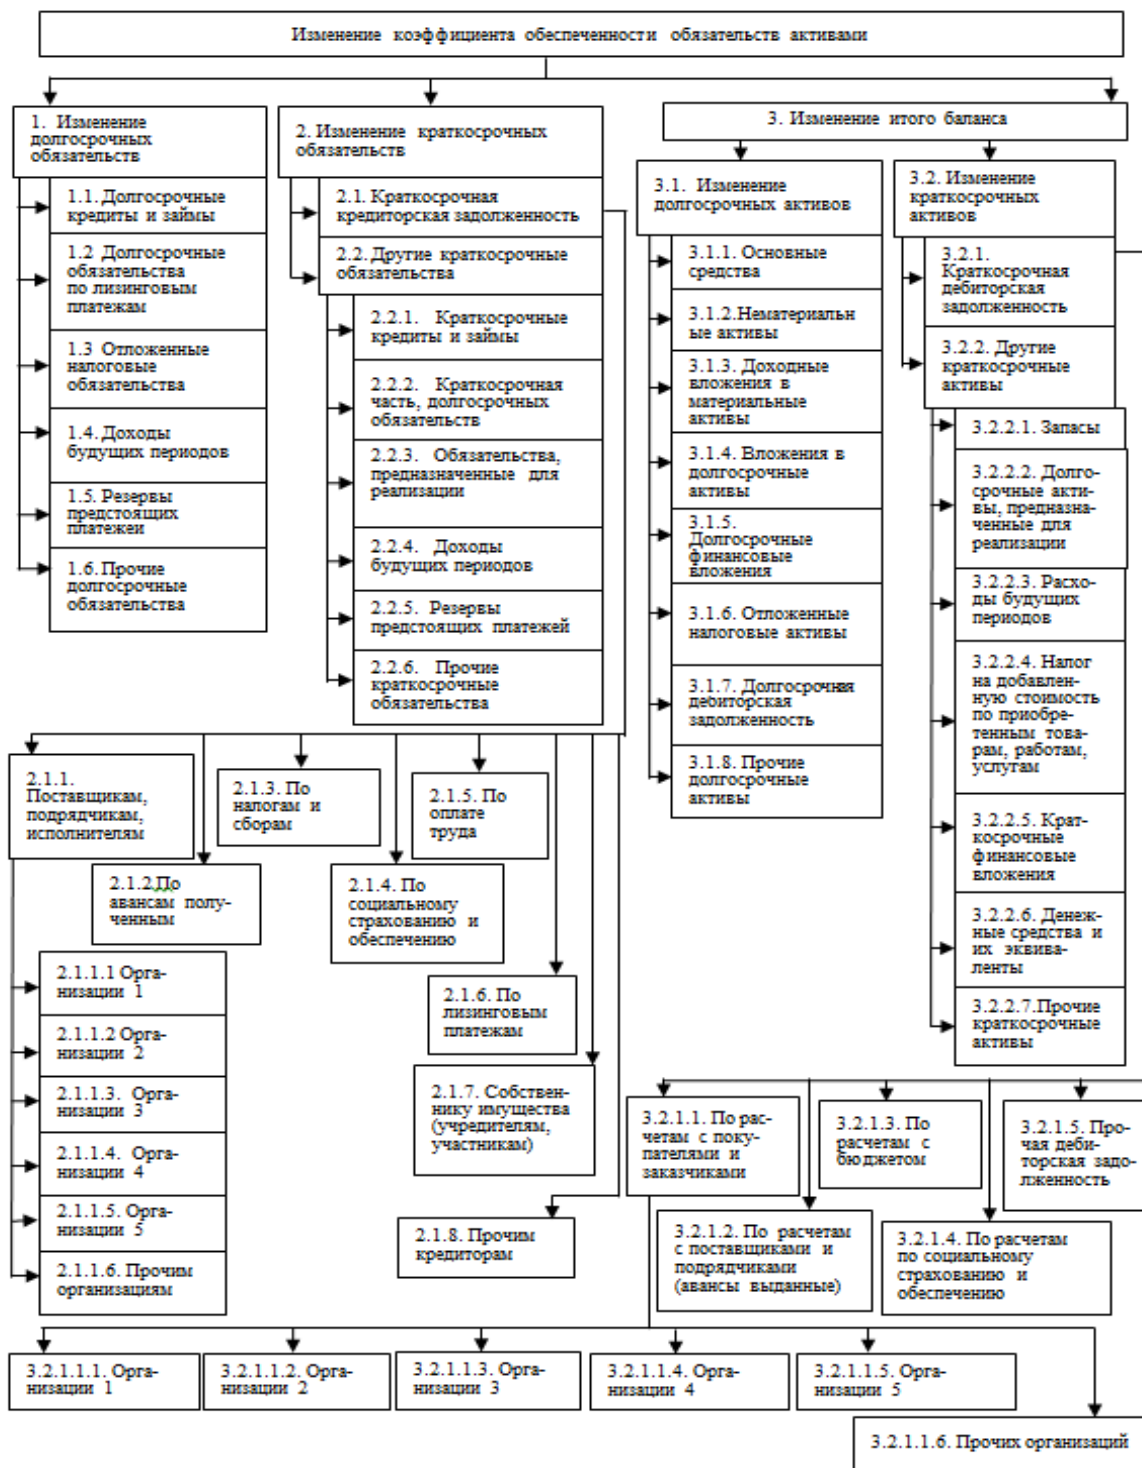 Изменение коэффициента обеспеченности обязательств активами
1. Изменение
долгосрочных
обязательств
1.1. Долгосрочные
кредиты и займы
1.2 Долгосрочные
обязательства
по лизинговым
платежам
1.3 Отложенные
налоговые
обязательства
1.4. Доходы
будущих периодов
1.5. Резервы
предстоящих
платежей
1.6. Прочие
долгосрочные
обязательства
2. Изменение краткосрочных
обязательств
2.1. Краткосрочная
кредиторская задолженность
2.2. Другие краткосрочные
обязательства
2.2.1. Краткосрочные
кредиты и займы
2.2.2. Краткосрочная
часть, долгосрочных
обязательств
2.2.3. Обязательства,
предназначенные для
реализации
2.2.4. Доходы
будущих периодов
2.2.5. Резервы
предстоящих платежей
2.2.6. Прочие
краткосрочные
обязательства
3. Изменение итого баланса
3.1. Изменение
долгосрочных активов
3.1.1. Основные
средства
3.1.2.Нематериальн
ые активы
3.1.3. Доходные
вложения в
материальные
активы
3.1.4. Вложения в
долгосрочные
активы
3.1.5.
Долгосрочные
финансовые
вложения
3.1.6. Отложенные
налоговые активы
3.1.7. Долгосрочная
дебиторская
задолженность
3.1.8. Прочие
долгосрочные
активы
3.2. Изменение
краткосрочных
активов
3.2.1.
Краткосрочная
дебиторская
задолженность
3.2.2. Другие
краткосрочные
активы
3.2.2.1. Запасы
3.2.2.2. Долго-
срочные акти-
вы, предназна-
ченные для
реализации
3.2.2.3. Расхо-
ды будущих
периодов
3.2.2.4. Налог
на добавлен-
ную стоимость
по приобре-
тенным това-
рам, работам,
услугам
3.2.2.5. Крат-
косрочные
финансовые
вложения
3.2.2.6. Денеж-
ные средства и
их эквива-
ленты
3.2.2.7.Прочие
краткосрочные
активы
2.1.1.
Поставщикам,
подрядчикам,
исполнителям
2.1.2.По
авансам полу-
ченным
2.1.3. По
налогам и
сборам
2.1.4. По
социальному
страхованию и
обеспечению
2.1.5. По
оплате
труда
2.1.6. По
лизинговым
платежам
2.1.7. Собствен-
нику имущества
(учредителям,
участникам)
2.1.8. Прочим
кредиторам
2.1.1.1 Орга-
низации 1
2.1.1.2 Орга-
низации 2
2.1.1.3. Орга-
низации 3
2.1.1.4. Орга-
низации 4
2.1.1.5. Орга-
низации 5
2.1.1.6. Прочим
организациям
3.2.1.1. По рас-
четам с поку-
пателями и
заказчиками
3.2.1.2. По расчетам
с поставщиками и
подрядчиками
(авансы выданные)
3.2.1.3. По
расчетам с
бюджетом
3.2.1.4. По расчетам
по социальному
страхованию и
обеспечению
3.2.1.5. Про-
чая деби-
торская задо-
лженность
3.2.1.1.1. Орга-
низации 1
3.2.1.1.2. Орга-
низации 2
3.2.1.1.3. Орга-
низации 3
3.2.1.1.4. Орга-
низации 4
3.2.1.1.5. Орга-
низации 5
3.2.1.1.6. Прочих организаций